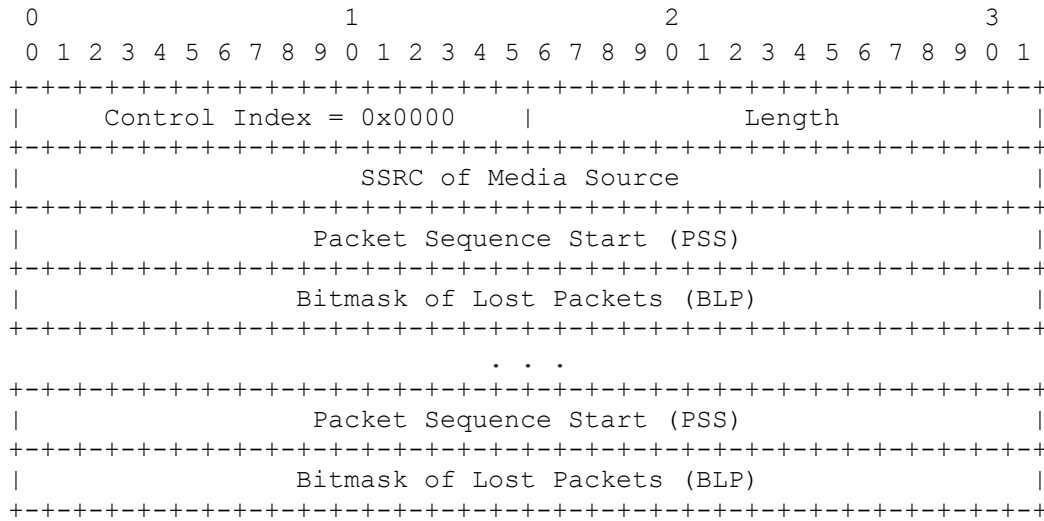 0                   1                   2                   3
0 1 2 3 4 5 6 7 8 9 0 1 2 3 4 5 6 7 8 9 0 1 2 3 4 5 6 7 8 9 0 1
+-+-+-+-+-+-+-+-+-+-+-+-+-+-+-+-+-+-+-+-+-+-+-+-+-+-+-+-+-+-+-+-+
|     Control Index = 0x0000    |             Length            |
+-+-+-+-+-+-+-+-+-+-+-+-+-+-+-+-+-+-+-+-+-+-+-+-+-+-+-+-+-+-+-+-+
|                     SSRC of Media Source                      |
+-+-+-+-+-+-+-+-+-+-+-+-+-+-+-+-+-+-+-+-+-+-+-+-+-+-+-+-+-+-+-+-+
|                  Packet Sequence Start (PSS)                  |
+-+-+-+-+-+-+-+-+-+-+-+-+-+-+-+-+-+-+-+-+-+-+-+-+-+-+-+-+-+-+-+-+
|                 Bitmask of Lost Packets (BLP)                 |
+-+-+-+-+-+-+-+-+-+-+-+-+-+-+-+-+-+-+-+-+-+-+-+-+-+-+-+-+-+-+-+-+
. . .
+-+-+-+-+-+-+-+-+-+-+-+-+-+-+-+-+-+-+-+-+-+-+-+-+-+-+-+-+-+-+-+-+
|                  Packet Sequence Start (PSS)                  |
+-+-+-+-+-+-+-+-+-+-+-+-+-+-+-+-+-+-+-+-+-+-+-+-+-+-+-+-+-+-+-+-+
|                 Bitmask of Lost Packets (BLP)                 |
+-+-+-+-+-+-+-+-+-+-+-+-+-+-+-+-+-+-+-+-+-+-+-+-+-+-+-+-+-+-+-+-+